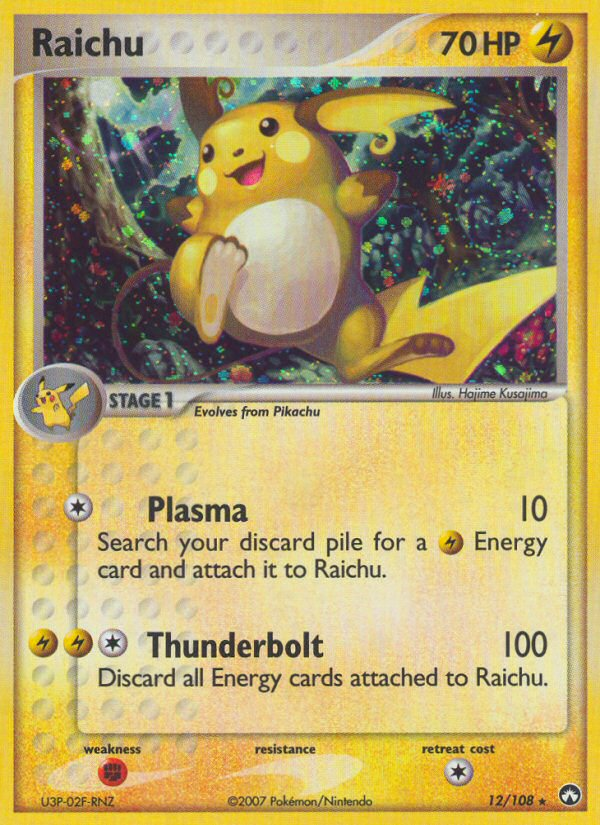 Raichu 70 HP
Illus. Hajime Kusajima
STAGE 1
Evolves from Pikachu
Plasma 10
Search your discard pile for a Energy
card and attach it to Raichu.
Thunderbolt 100
Discard all Energy cards attached to Raichu.
weakness resistance retreat cost
U3P-02F-RNZ ©2007 Pokémon/Nintendo 12/108 ★